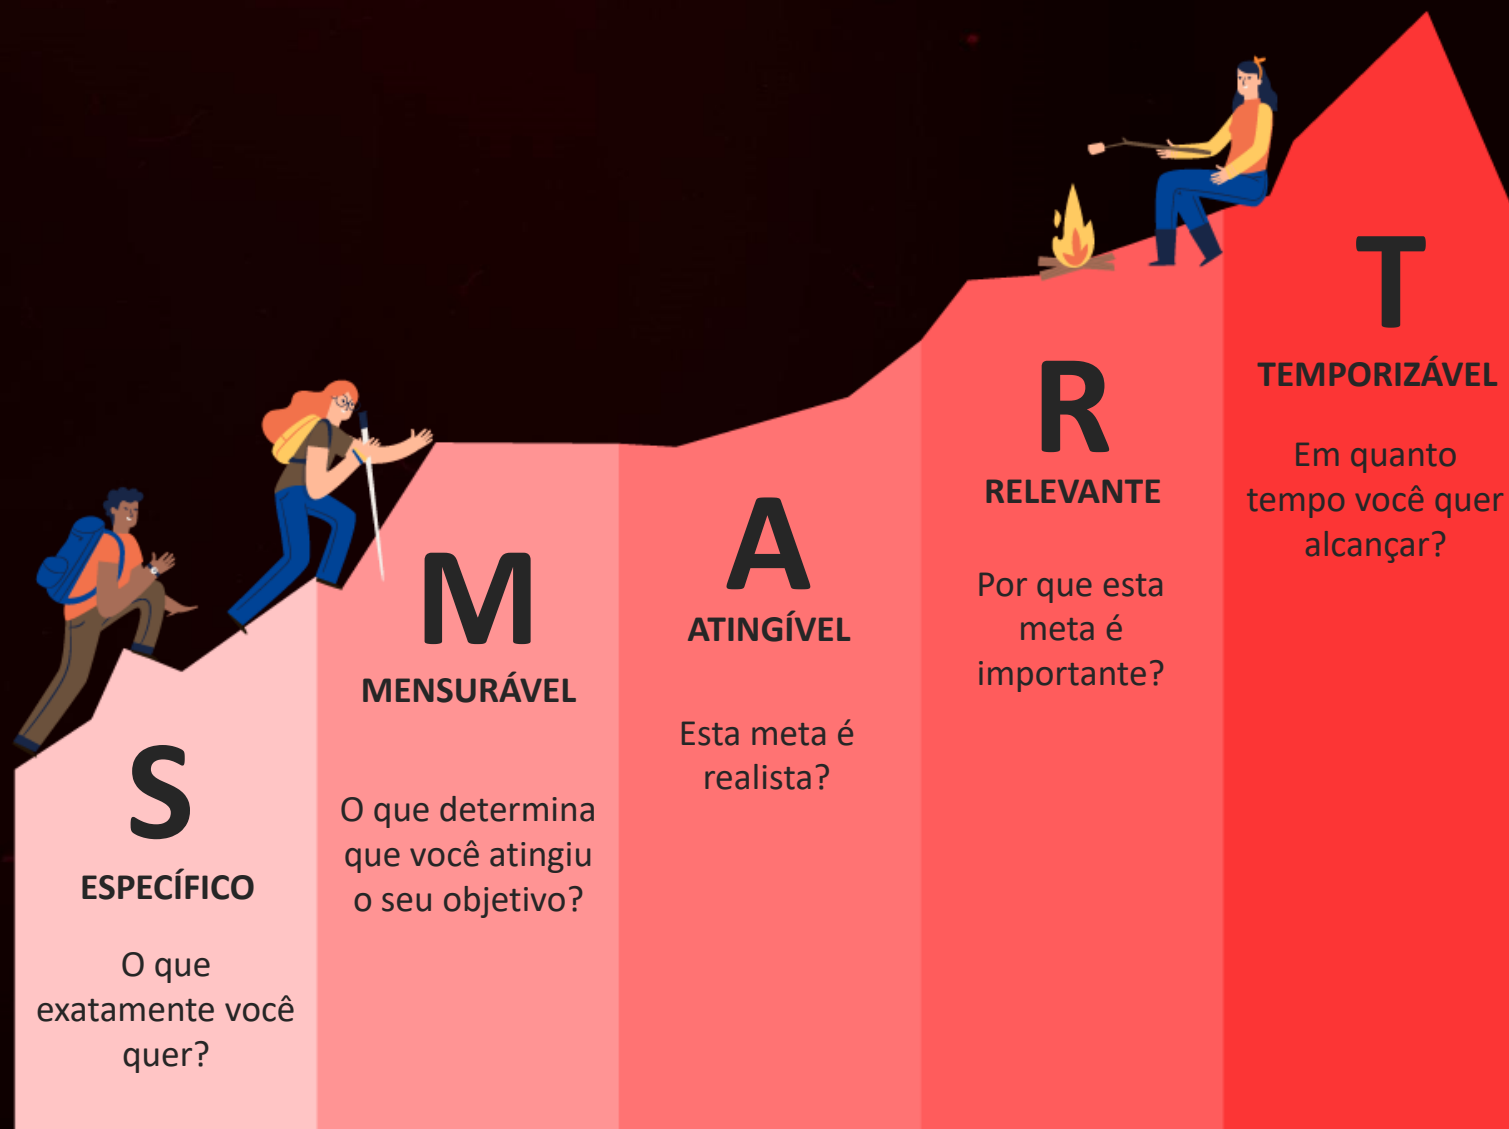 S
ESPECÍFICO
O que
exatamente você
quer?
M
MENSURÁVEL
O que determina
que você atingiu
o seu objetivo?
A
ATINGÍVEL
Esta meta é
realista?
R
RELEVANTE
Por que esta
meta é
importante?
T
TEMPORIZÁVEL
Em quanto
tempo você quer
alcançar?